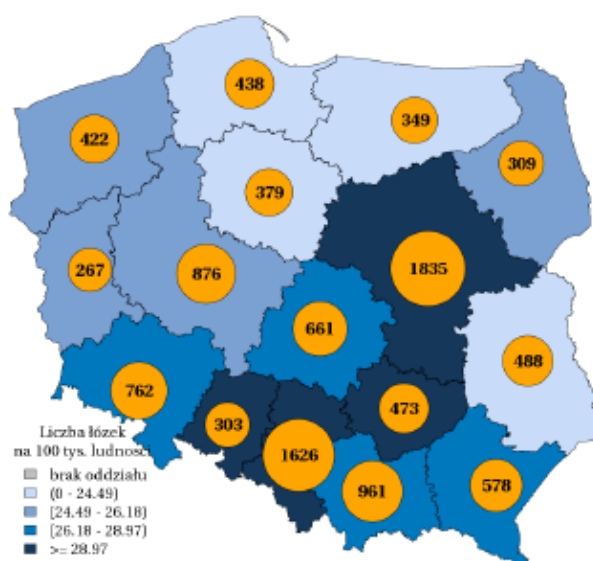 438
349
422
309
379
267
876
1835
661
488
762
473
303
1626
961
578
Liczba łózek
na 100 tys. ludności
brak oddziału
(0 - 24.49)
[24.49 - 26.18)
[26.18 - 28.97)
>= 28.97